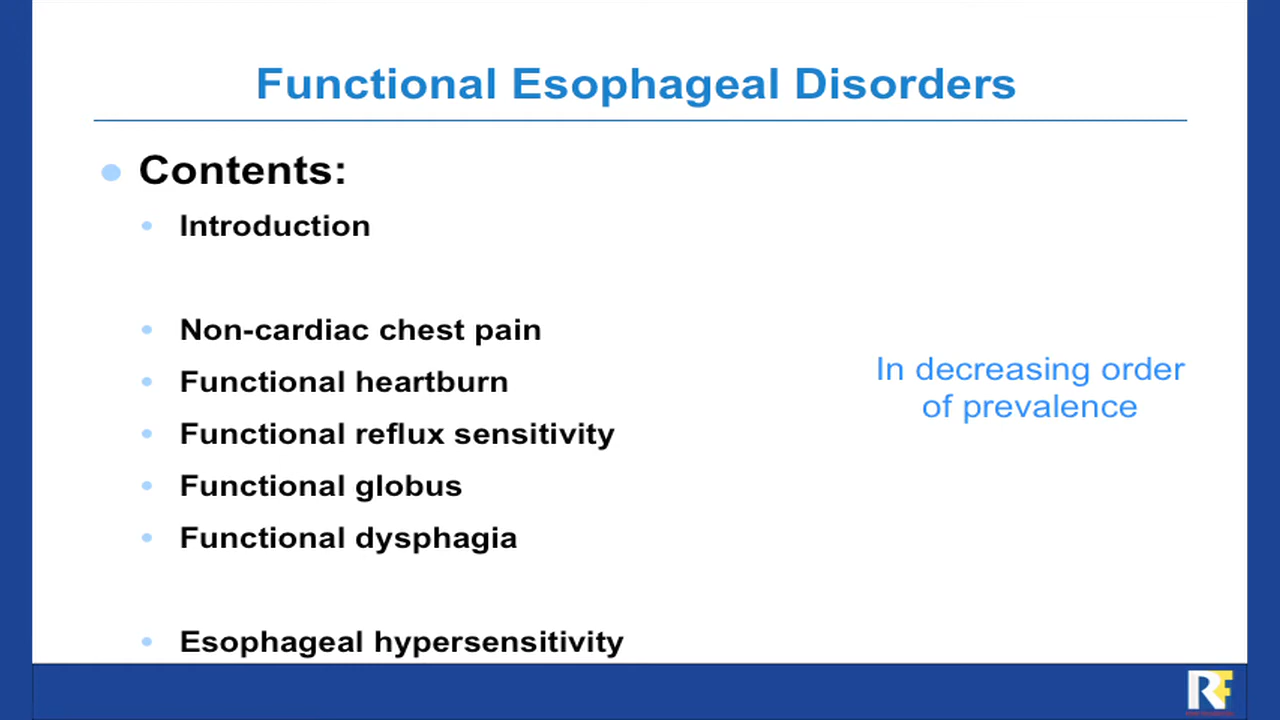 Functional Esophageal Disorders
Contents:
Introduction
Non-cardiac chest pain
Functional heartburn
In decreasing order
of prevalence
Functional reflux sensitivity
Functional globus
Functional dysphagia
Esophageal hypersensitivity
RF